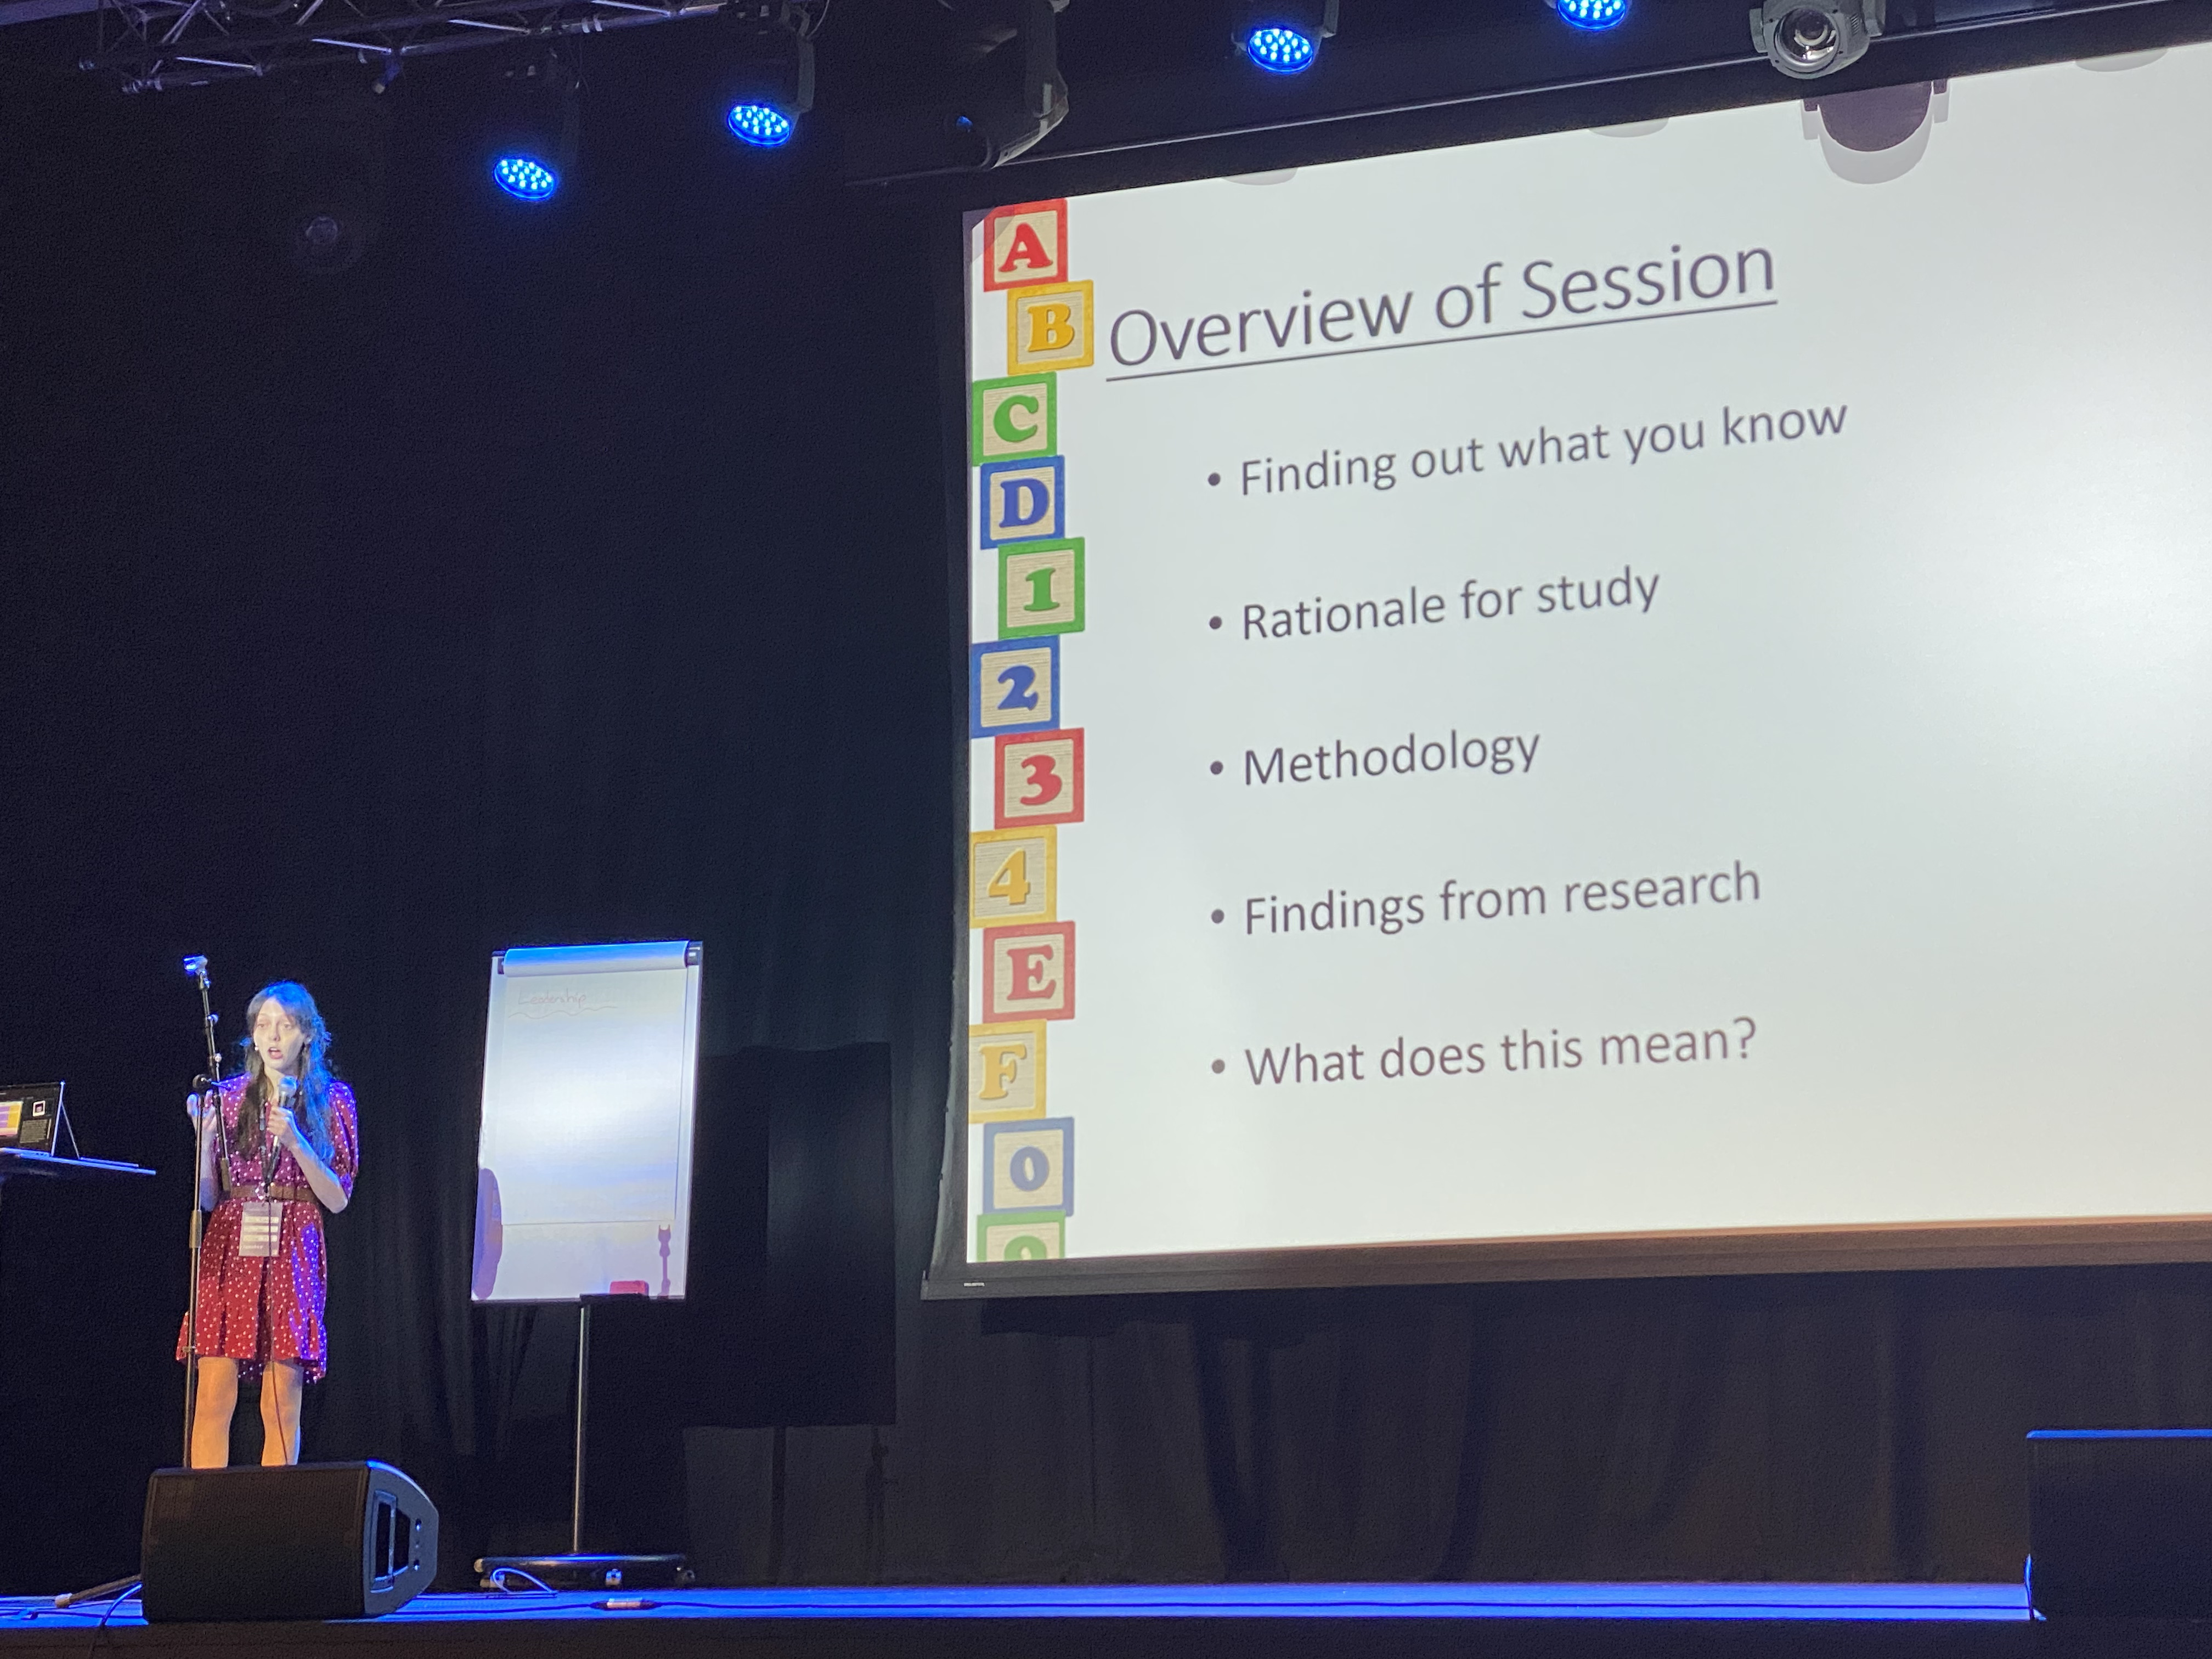 Overview of Session
• Finding out what you know
• Rationale for study
• Methodology
• Findings from research
• What does this mean?
A
B
C
D
1
2
3
4
E
F
0
Leadership